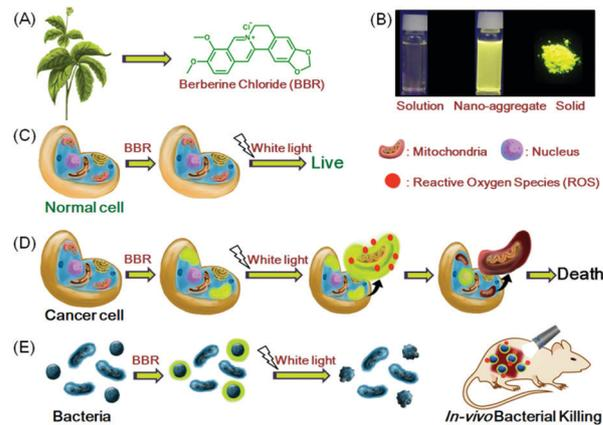 (A)
Cl-
N+
O
O
O
O
Berberine Chloride (BBR)
(B)
Solution Nano-aggregate Solid
(C)
BBR
White light
Live
Normal cell
: Mitochondria : Nucleus
: Reactive Oxygen Species (ROS)
(D)
BBR
White light
Death
Cancer cell
(E)
BBR
White light
Bacteria
In-vivo Bacterial Killing